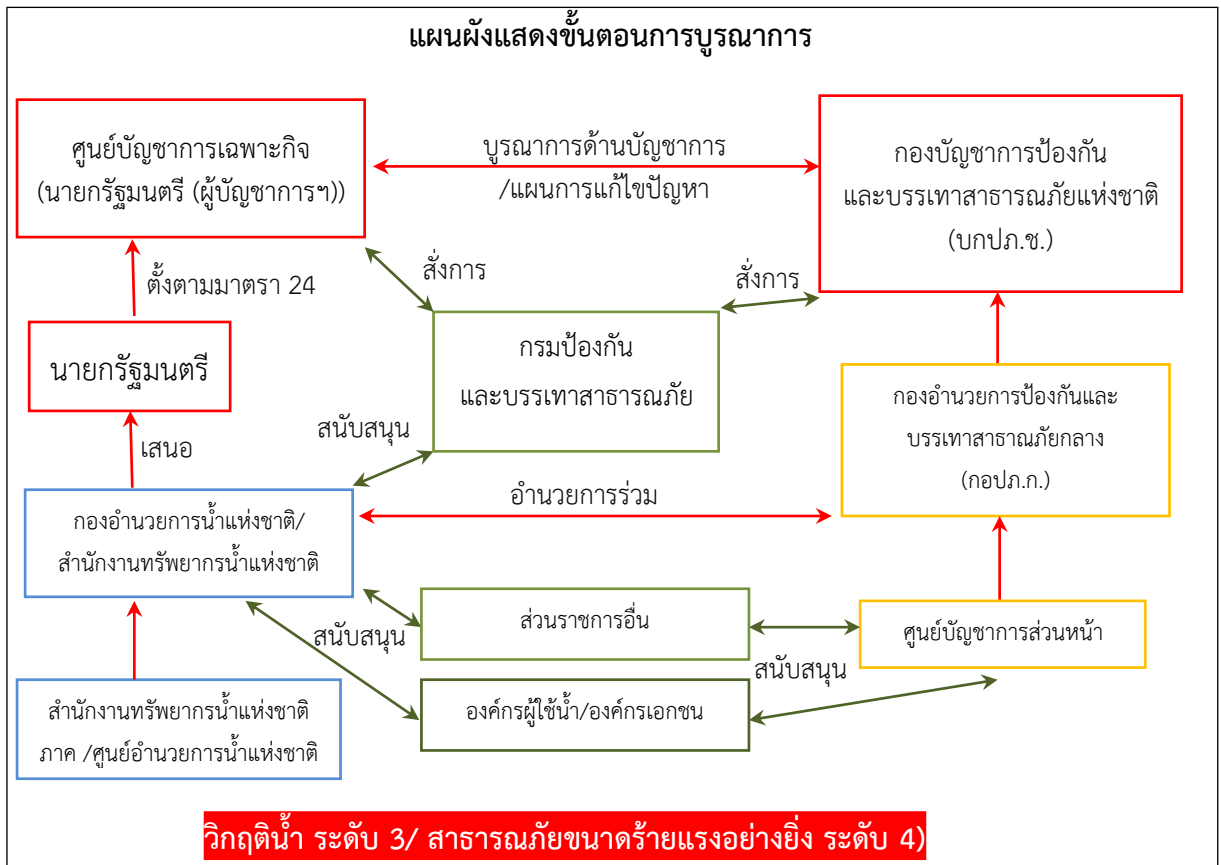 แผนผังแสดงขั้นตอนการบูรณาการ
ศูนย์บัญชาการเฉพาะกิจ
(นายกรัฐมนตรี (ผู้บัญชาการฯ))
บูรณาการด้านบัญชาการ
/แผนการแก้ไขปัญหา
กองบัญชาการป้องกัน
และบรรเทาสาธารณภัยแห่งชาติ
(บกปภ.ช.)
ตั้งตามมาตรา 24
สั่งการ
สั่งการ
นายกรัฐมนตรี
กรมป้องกัน
และบรรเทาสาธารณภัย
กองอำนวยการป้องกันและ
บรรเทาสาธาณภัยกลาง
(กอปภ.ก.)
เสนอ
สนับสนุน
กองอำนวยการน้ำแห่งชาติ/
สำนักงานทรัพยากรน้ำแห่งชาติ
อำนวยการร่วม
ส่วนราชการอื่น
ศูนย์บัญชาการส่วนหน้า
สนับสนุน
สนับสนุน
สำนักงานทรัพยากรน้ำแห่งชาติ
ภาค /ศูนย์อำนวยการน้ำแห่งชาติ
องค์กรผู้ใช้น้ำ/องค์กรเอกชน
วิกฤติน้ำ ระดับ 3/ สาธารณภัยขนาดร้ายแรงอย่างยิ่ง ระดับ 4)